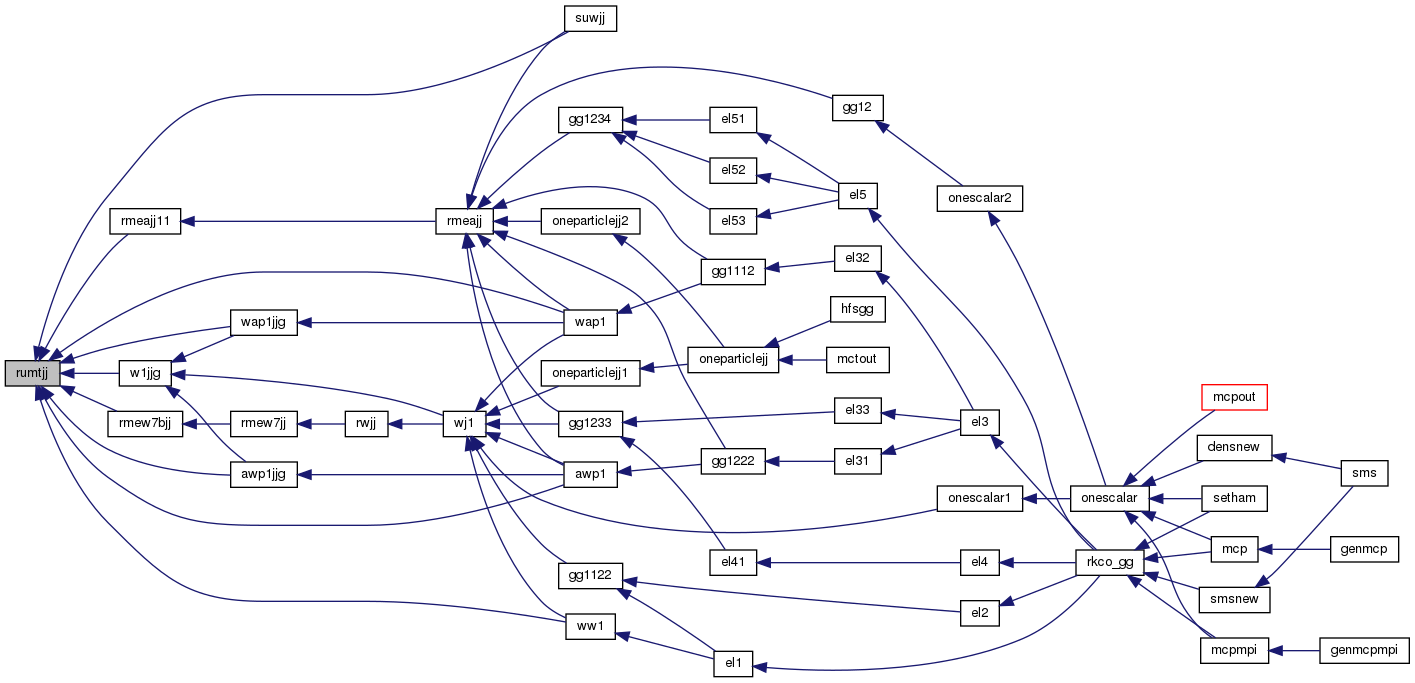 suwjj
gg12
gg1234
el51
el52
el5
onescalar2
rmeajj11
rmeajj
oneparticlejj2
el53
gg1112
el32
hfsgg
wap1jjg
wap1
rumtjj
w1jjg
oneparticlejj1
oneparticlejj
mctout
mcpout
rmew7bjj
rmew7jj
rwjj
wj1
gg1233
el33
el3
densnew
awp1jjg
awp1
gg1222
el31
sms
onescalar1
onescalar
setham
mcp
genmcp
gg1122
el41
el4
rkco_gg
smsnew
el2
ww1
el1
mcpmpi
genmcpmpi